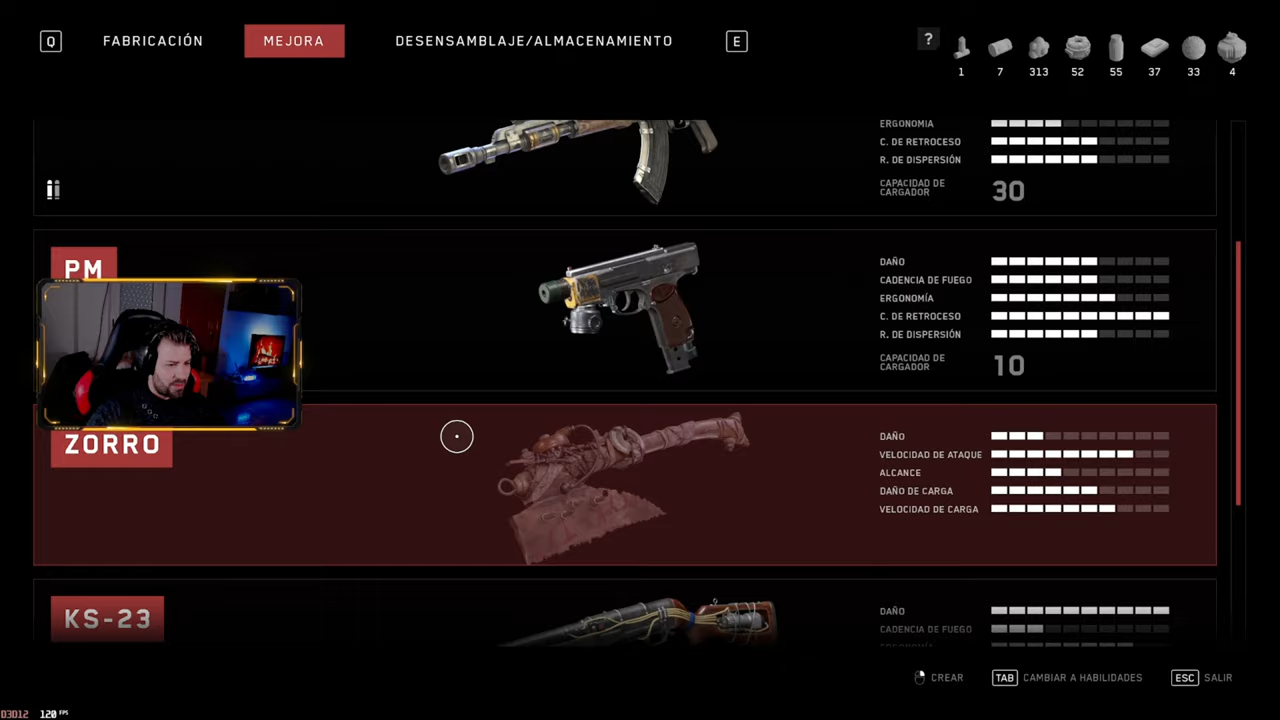 Q FABRICACIÓN MEJORA DESENSAMBLAJE/ALMACENAMIENTO E ?
1 7 313 52 55 37 33 4
ERGONOMÍA
C. DE RETROCESO
R. DE DISPERSIÓN
CAPACIDAD DE CARGADOR 30
PM
DAÑO
CADENCIA DE FUEGO
ERGONOMÍA
C. DE RETROCESO
R. DE DISPERSIÓN
CAPACIDAD DE CARGADOR 10
ZORRO
DAÑO
VELOCIDAD DE ATAQUE
ALCANCE
DAÑO DE CARGA
VELOCIDAD DE CARGA
KS-23
DAÑO
CADENCIA DE FUEGO
ERGONOMÍA
CREAR TAB CAMBIAR A HABILIDADES ESC SALIR
D3D12 120 FPS